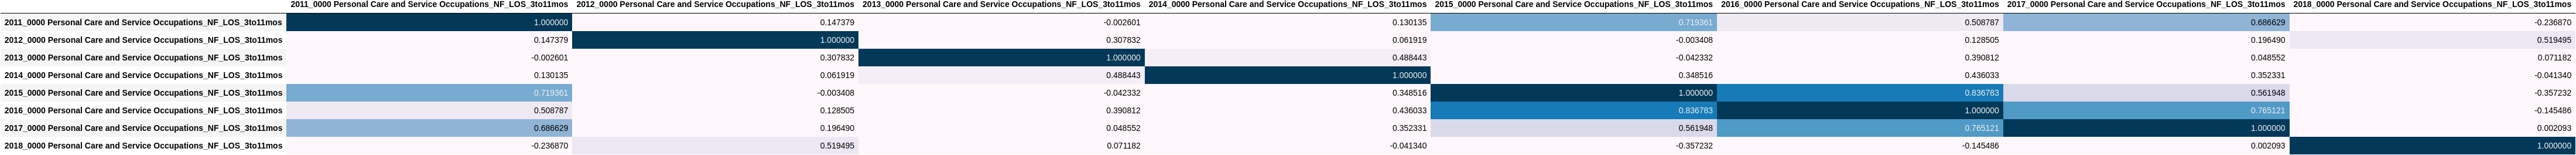 2011_0000 Personal Care and Service Occupations_NF_LOS_3to11mos 2012_0000 Personal Care and Service Occupations_NF_LOS_3to11mos 2013_0000 Personal Care and Service Occupations_NF_LOS_3to11mos 2014_0000 Personal Care and Service Occupations_NF_LOS_3to11mos 2015_0000 Personal Care and Service Occupations_NF_LOS_3to11mos 2016_0000 Personal Care and Service Occupations_NF_LOS_3to11mos 2017_0000 Personal Care and Service Occupations_NF_LOS_3to11mos 2018_0000 Personal Care and Service Occupations_NF_LOS_3to11mos
2011_0000 Personal Care and Service Occupations_NF_LOS_3to11mos 1.000000 0.147379 -0.002601 0.130135 0.719361 0.508787 0.686629 -0.236870
2012_0000 Personal Care and Service Occupations_NF_LOS_3to11mos 0.147379 1.000000 0.307832 0.061919 -0.003408 0.128505 0.196490 0.519495
2013_0000 Personal Care and Service Occupations_NF_LOS_3to11mos -0.002601 0.307832 1.000000 0.488443 -0.042332 0.390812 0.048552 0.071182
2014_0000 Personal Care and Service Occupations_NF_LOS_3to11mos 0.130135 0.061919 0.488443 1.000000 0.348516 0.436033 0.352331 -0.041340
2015_0000 Personal Care and Service Occupations_NF_LOS_3to11mos 0.719361 -0.003408 -0.042332 0.348516 1.000000 0.836783 0.561948 -0.357232
2016_0000 Personal Care and Service Occupations_NF_LOS_3to11mos 0.508787 0.128505 0.390812 0.436033 0.836783 1.000000 0.765121 -0.145486
2017_0000 Personal Care and Service Occupations_NF_LOS_3to11mos 0.686629 0.196490 0.048552 0.352331 0.561948 0.765121 1.000000 0.002093
2018_0000 Personal Care and Service Occupations_NF_LOS_3to11mos -0.236870 0.519495 0.071182 -0.041340 -0.357232 -0.145486 0.002093 1.000000